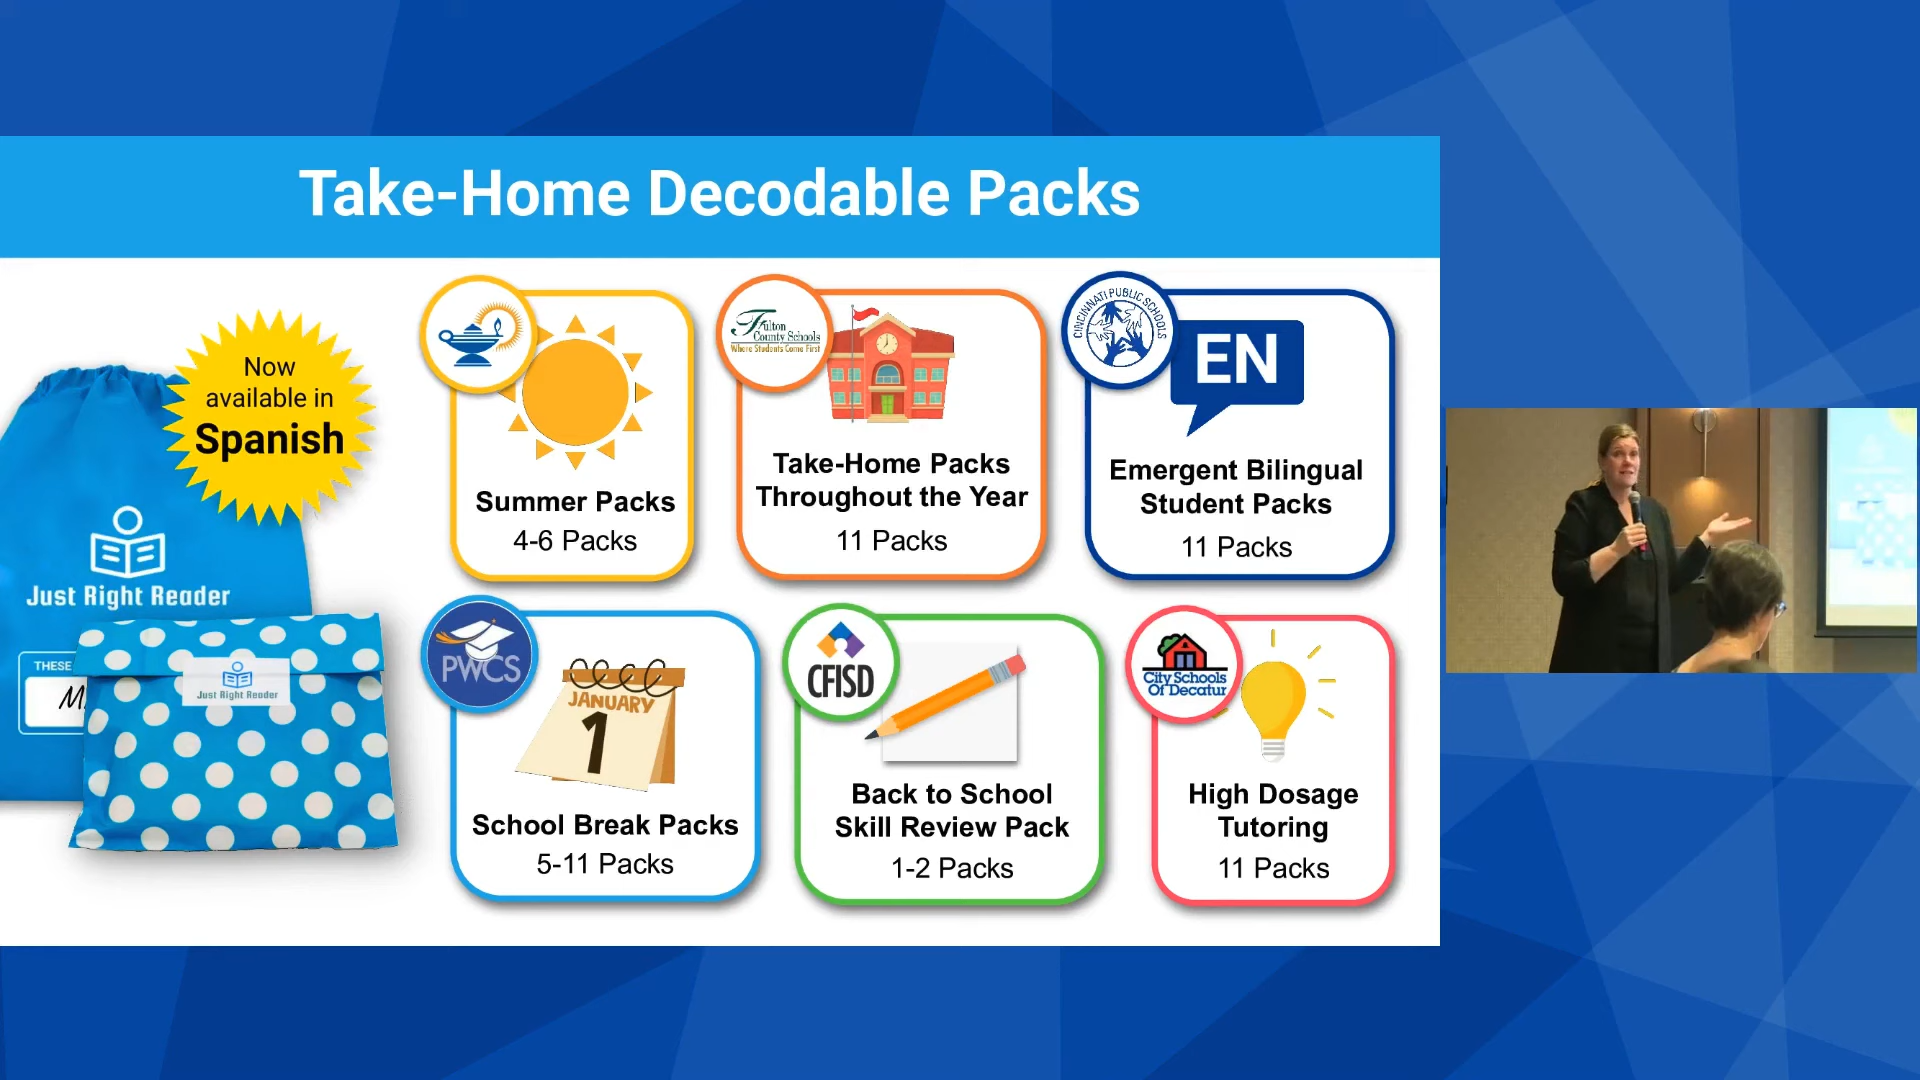 Take-Home Decodable Packs
Now
available in
Spanish
Just Right Reader
THESE
M
Just Right Reader
Summer Packs
4-6 Packs
Fulton
County Schools
Where Students Come First
Take-Home Packs
Throughout the Year
11 Packs
CINCINNATI PUBLIC SCHOOLS
EN
Emergent Bilingual
Student Packs
11 Packs
PWCS
JANUARY
1
School Break Packs
5-11 Packs
CFISD
Back to School
Skill Review Pack
1-2 Packs
City Schools
Of Decatur
High Dosage
Tutoring
11 Packs